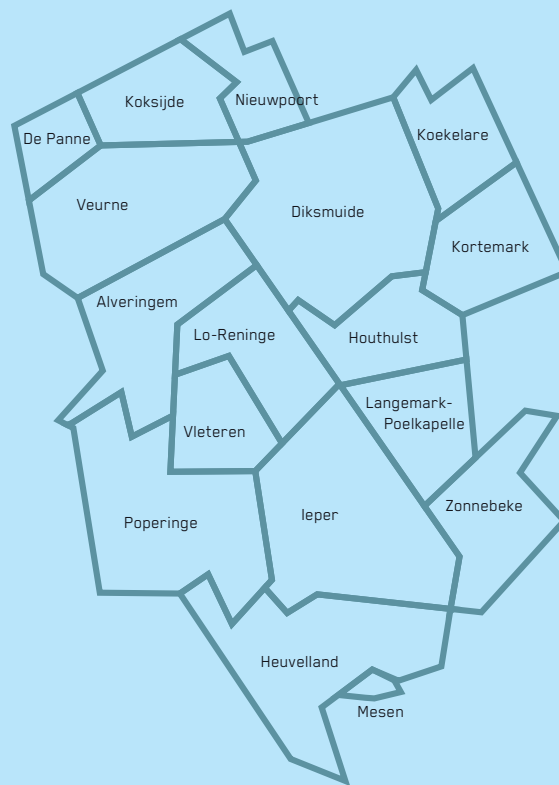 Koksijde
Nieuwpoort
De Panne
Koekelare
Veurne
Diksmuide
Kortemark
Alveringem
Lo-Reninge
Houthulst
Langemark-
Poelkapelle
Vleteren
Zonnebeke
Ieper
Poperinge
Heuvelland
Mesen